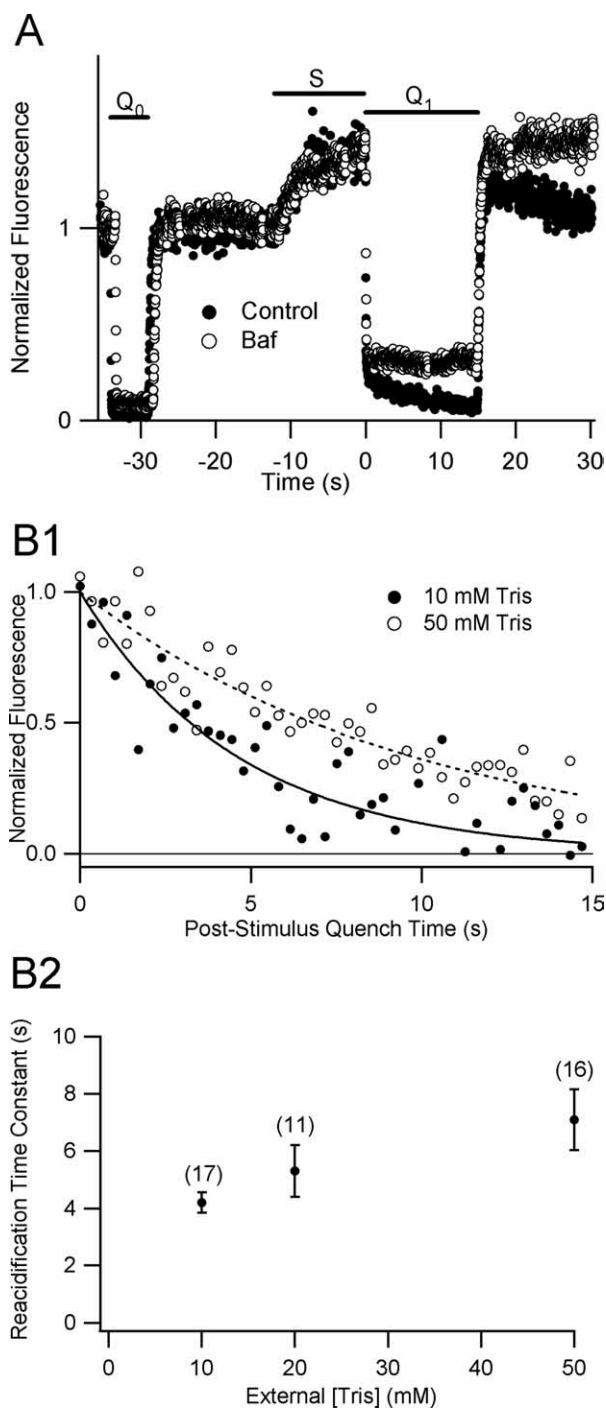 A
S
Q0
Q1
Normalized Fluorescence
1
0
Control
Baf
-30 -20 -10 0 10 20 30
Time (s)
B1
10 mM Tris
50 mM Tris
Normalized Fluorescence
1.0
0.5
0.0
0 5 10 15
Post-Stimulus Quench Time (s)
B2
Reacidification Time Constant (s)
10
8
6
4
2
0
(17)
(11)
(16)
0 10 20 30 40 50
External [Tris] (mM)